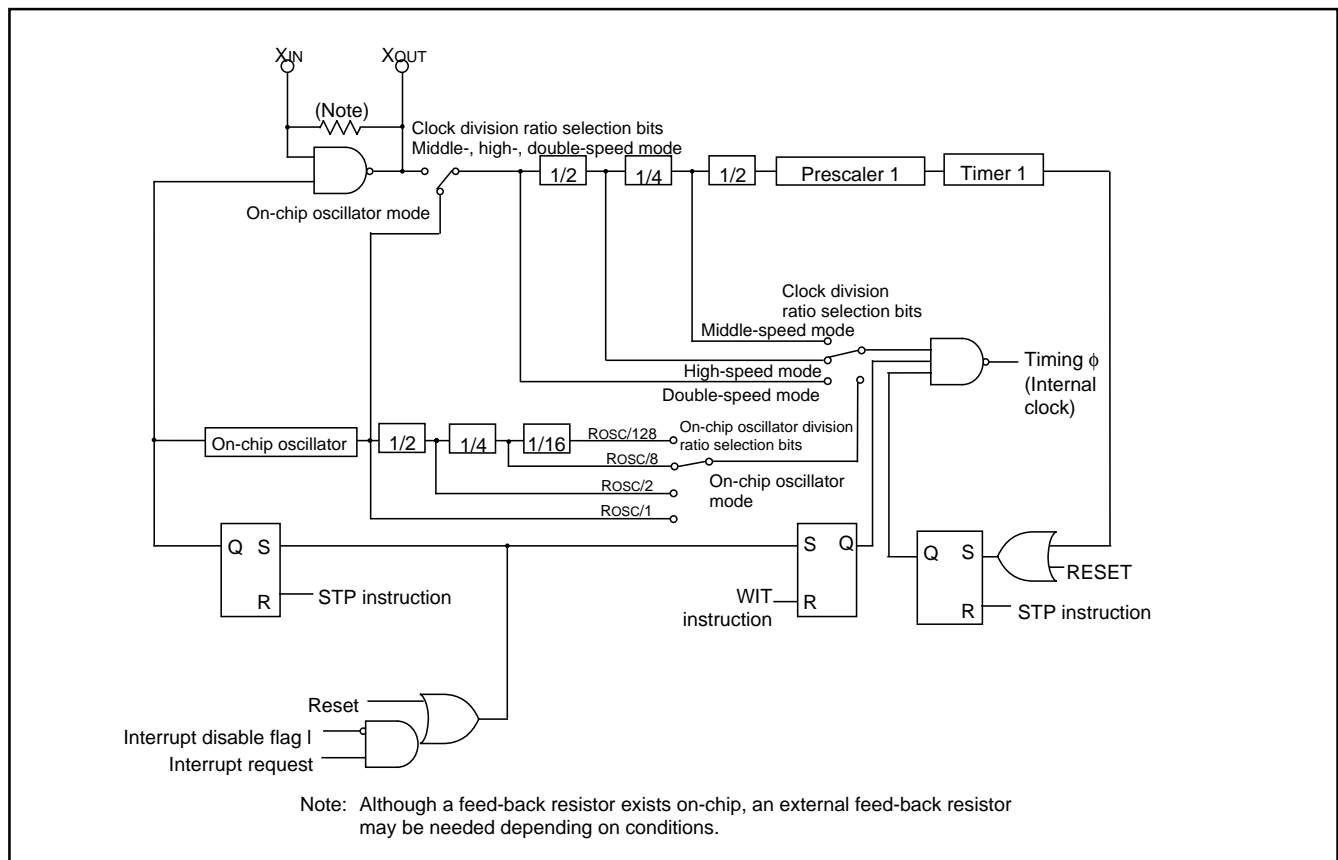 XIN
XOUT
(Note)
Clock division ratio selection bits
Middle-, high-, double-speed mode
1/2
1/4
1/2
Prescaler 1
Timer 1
On-chip oscillator mode
Clock division
ratio selection bits
Middle-speed mode
High-speed mode
Double-speed mode
Timing ϕ
(Internal
clock)
On-chip oscillator
1/2
1/4
1/16
ROSC/128
ROSC/8
ROSC/2
ROSC/1
On-chip oscillator division
ratio selection bits
On-chip oscillator
mode
Q S
R
STP instruction
S Q
R
WIT
instruction
Q S
R
RESET
STP instruction
Reset
Interrupt disable flag I
Interrupt request
Note: Although a feed-back resistor exists on-chip, an external feed-back resistor
may be needed depending on conditions.